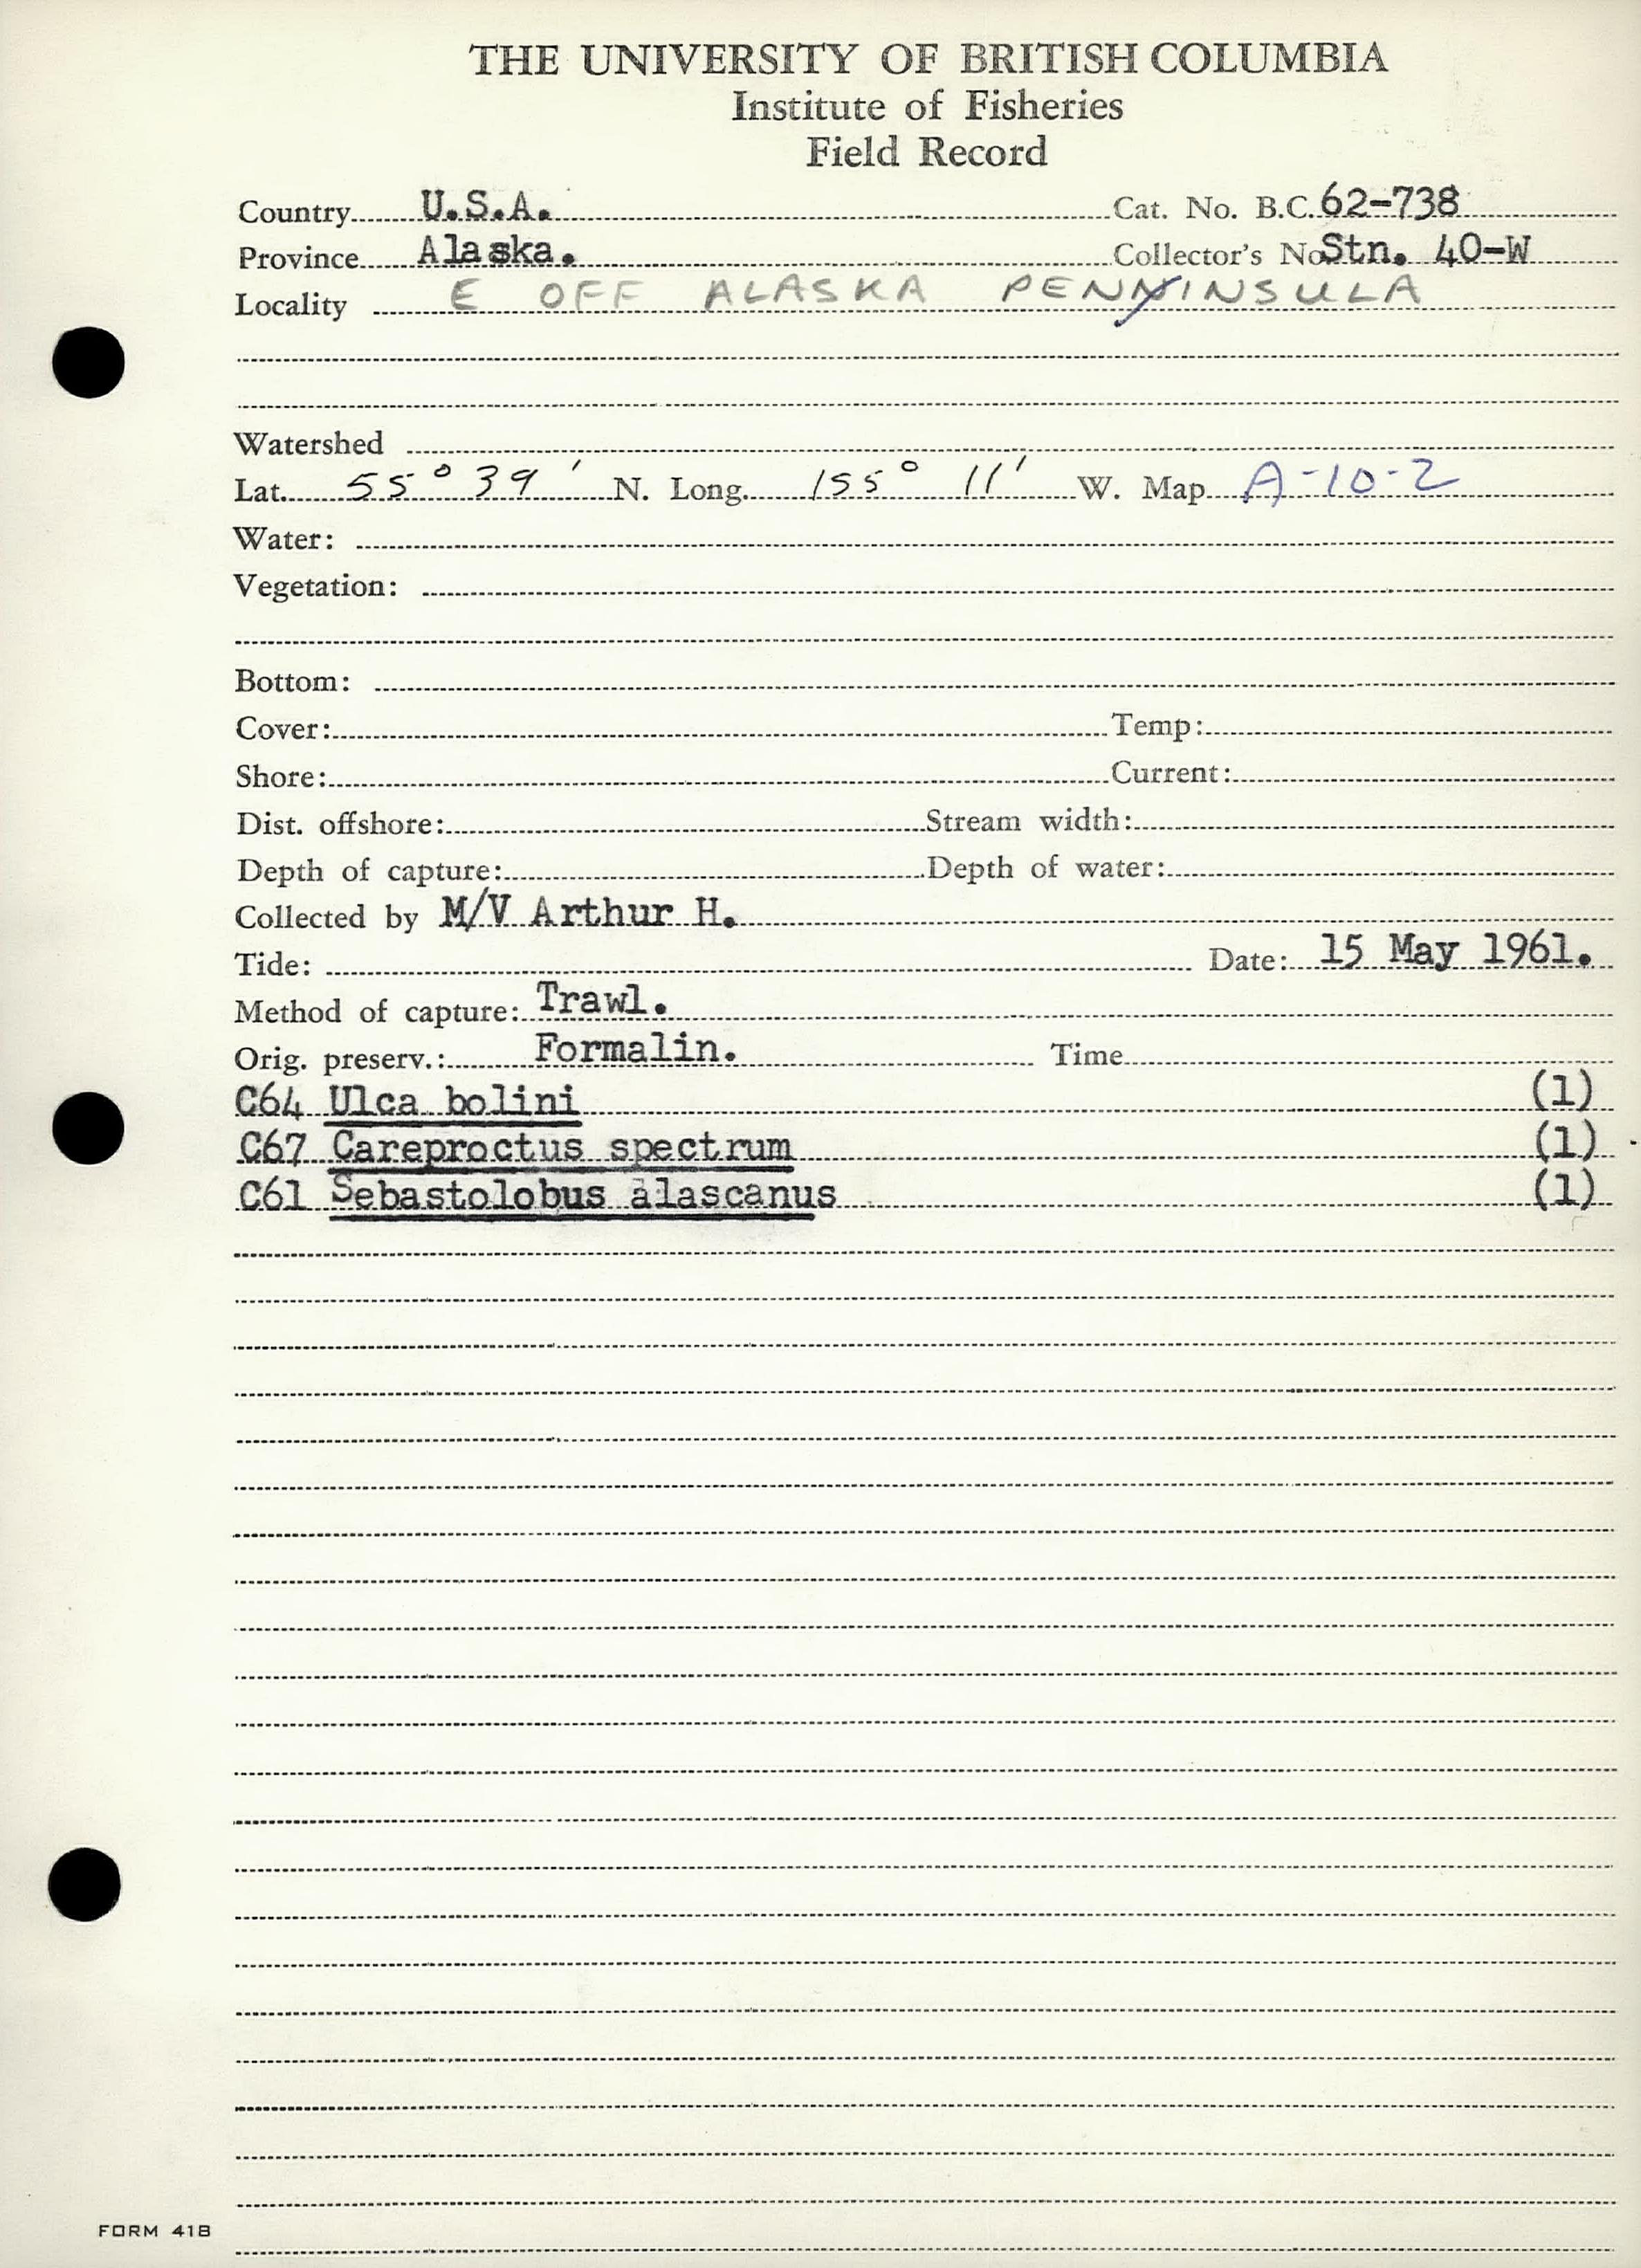 THE UNIVERSITY OF BRITISH COLUMBIA
Institute of Fisheries
Field Record
Country U.S.A. Cat. No. B.C. 62-738
Province Alaska. Collector's No Stn. 40-W
Locality E OFF ALASKA PENNINSULA
Watershed
Lat. 55° 39' N. Long. 155° 11' W. Map A-10-2
Water:
Vegetation:
Bottom:
Cover: Temp:
Shore: Current:
Dist. offshore: Stream width:
Depth of capture: Depth of water:
Collected by M/V Arthur H.
Tide: Date: 15 May 1961.
Method of capture: Trawl.
Orig. preserv.: Formalin. Time
C64 Ulca bolini (1)
C67 Careproctus spectrum (1)
C61 Sebastolobus alascanus (1)
FORM 41B